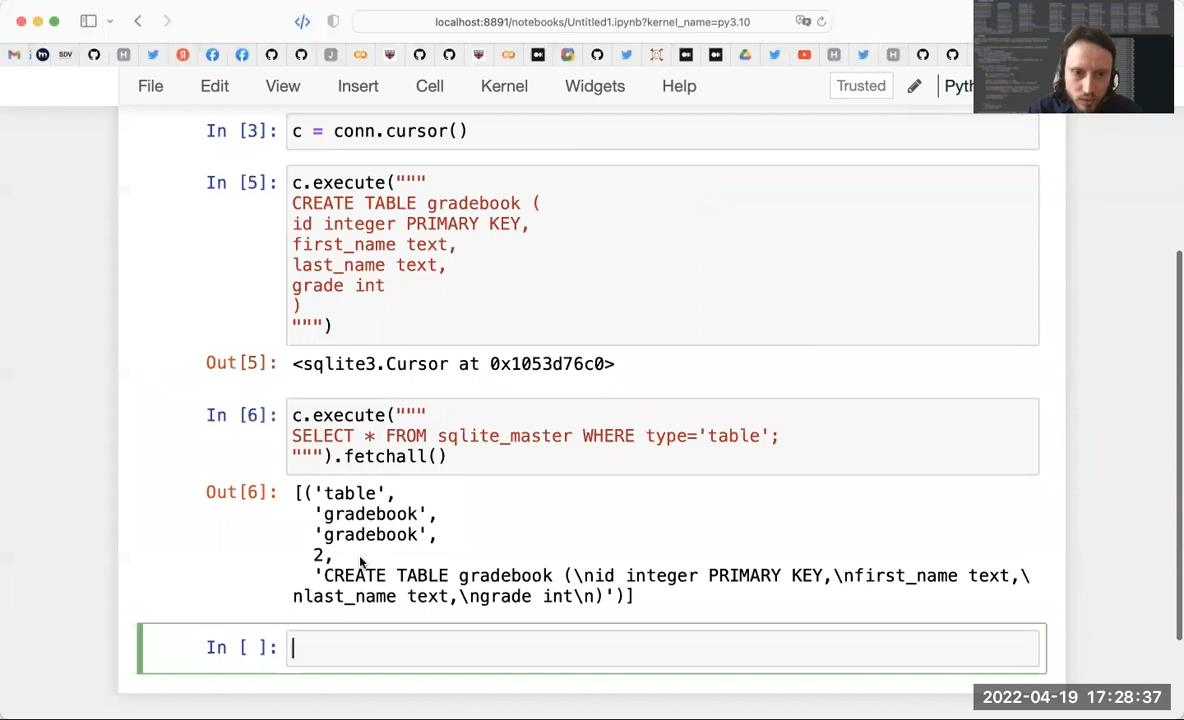 localhost:8891/notebooks/Untitled1.ipynb?kernel_name=py3.10
SDV
File Edit View Insert Cell Kernel Widgets Help Trusted Pyth
In [3]: c = conn.cursor()
In [5]: c.execute("""
CREATE TABLE gradebook (
id integer PRIMARY KEY,
first_name text,
last_name text,
grade int
)
""")
Out[5]: <sqlite3.Cursor at 0x1053d76c0>
In [6]: c.execute("""
SELECT * FROM sqlite_master WHERE type='table';
""").fetchall()
Out[6]: [('table',
'gradebook',
'gradebook',
2,
'CREATE TABLE gradebook (\nid integer PRIMARY KEY,\nfirst_name text,\
nlast_name text,\ngrade int\n)')]
In [ ]:
2022-04-19 17:28:37